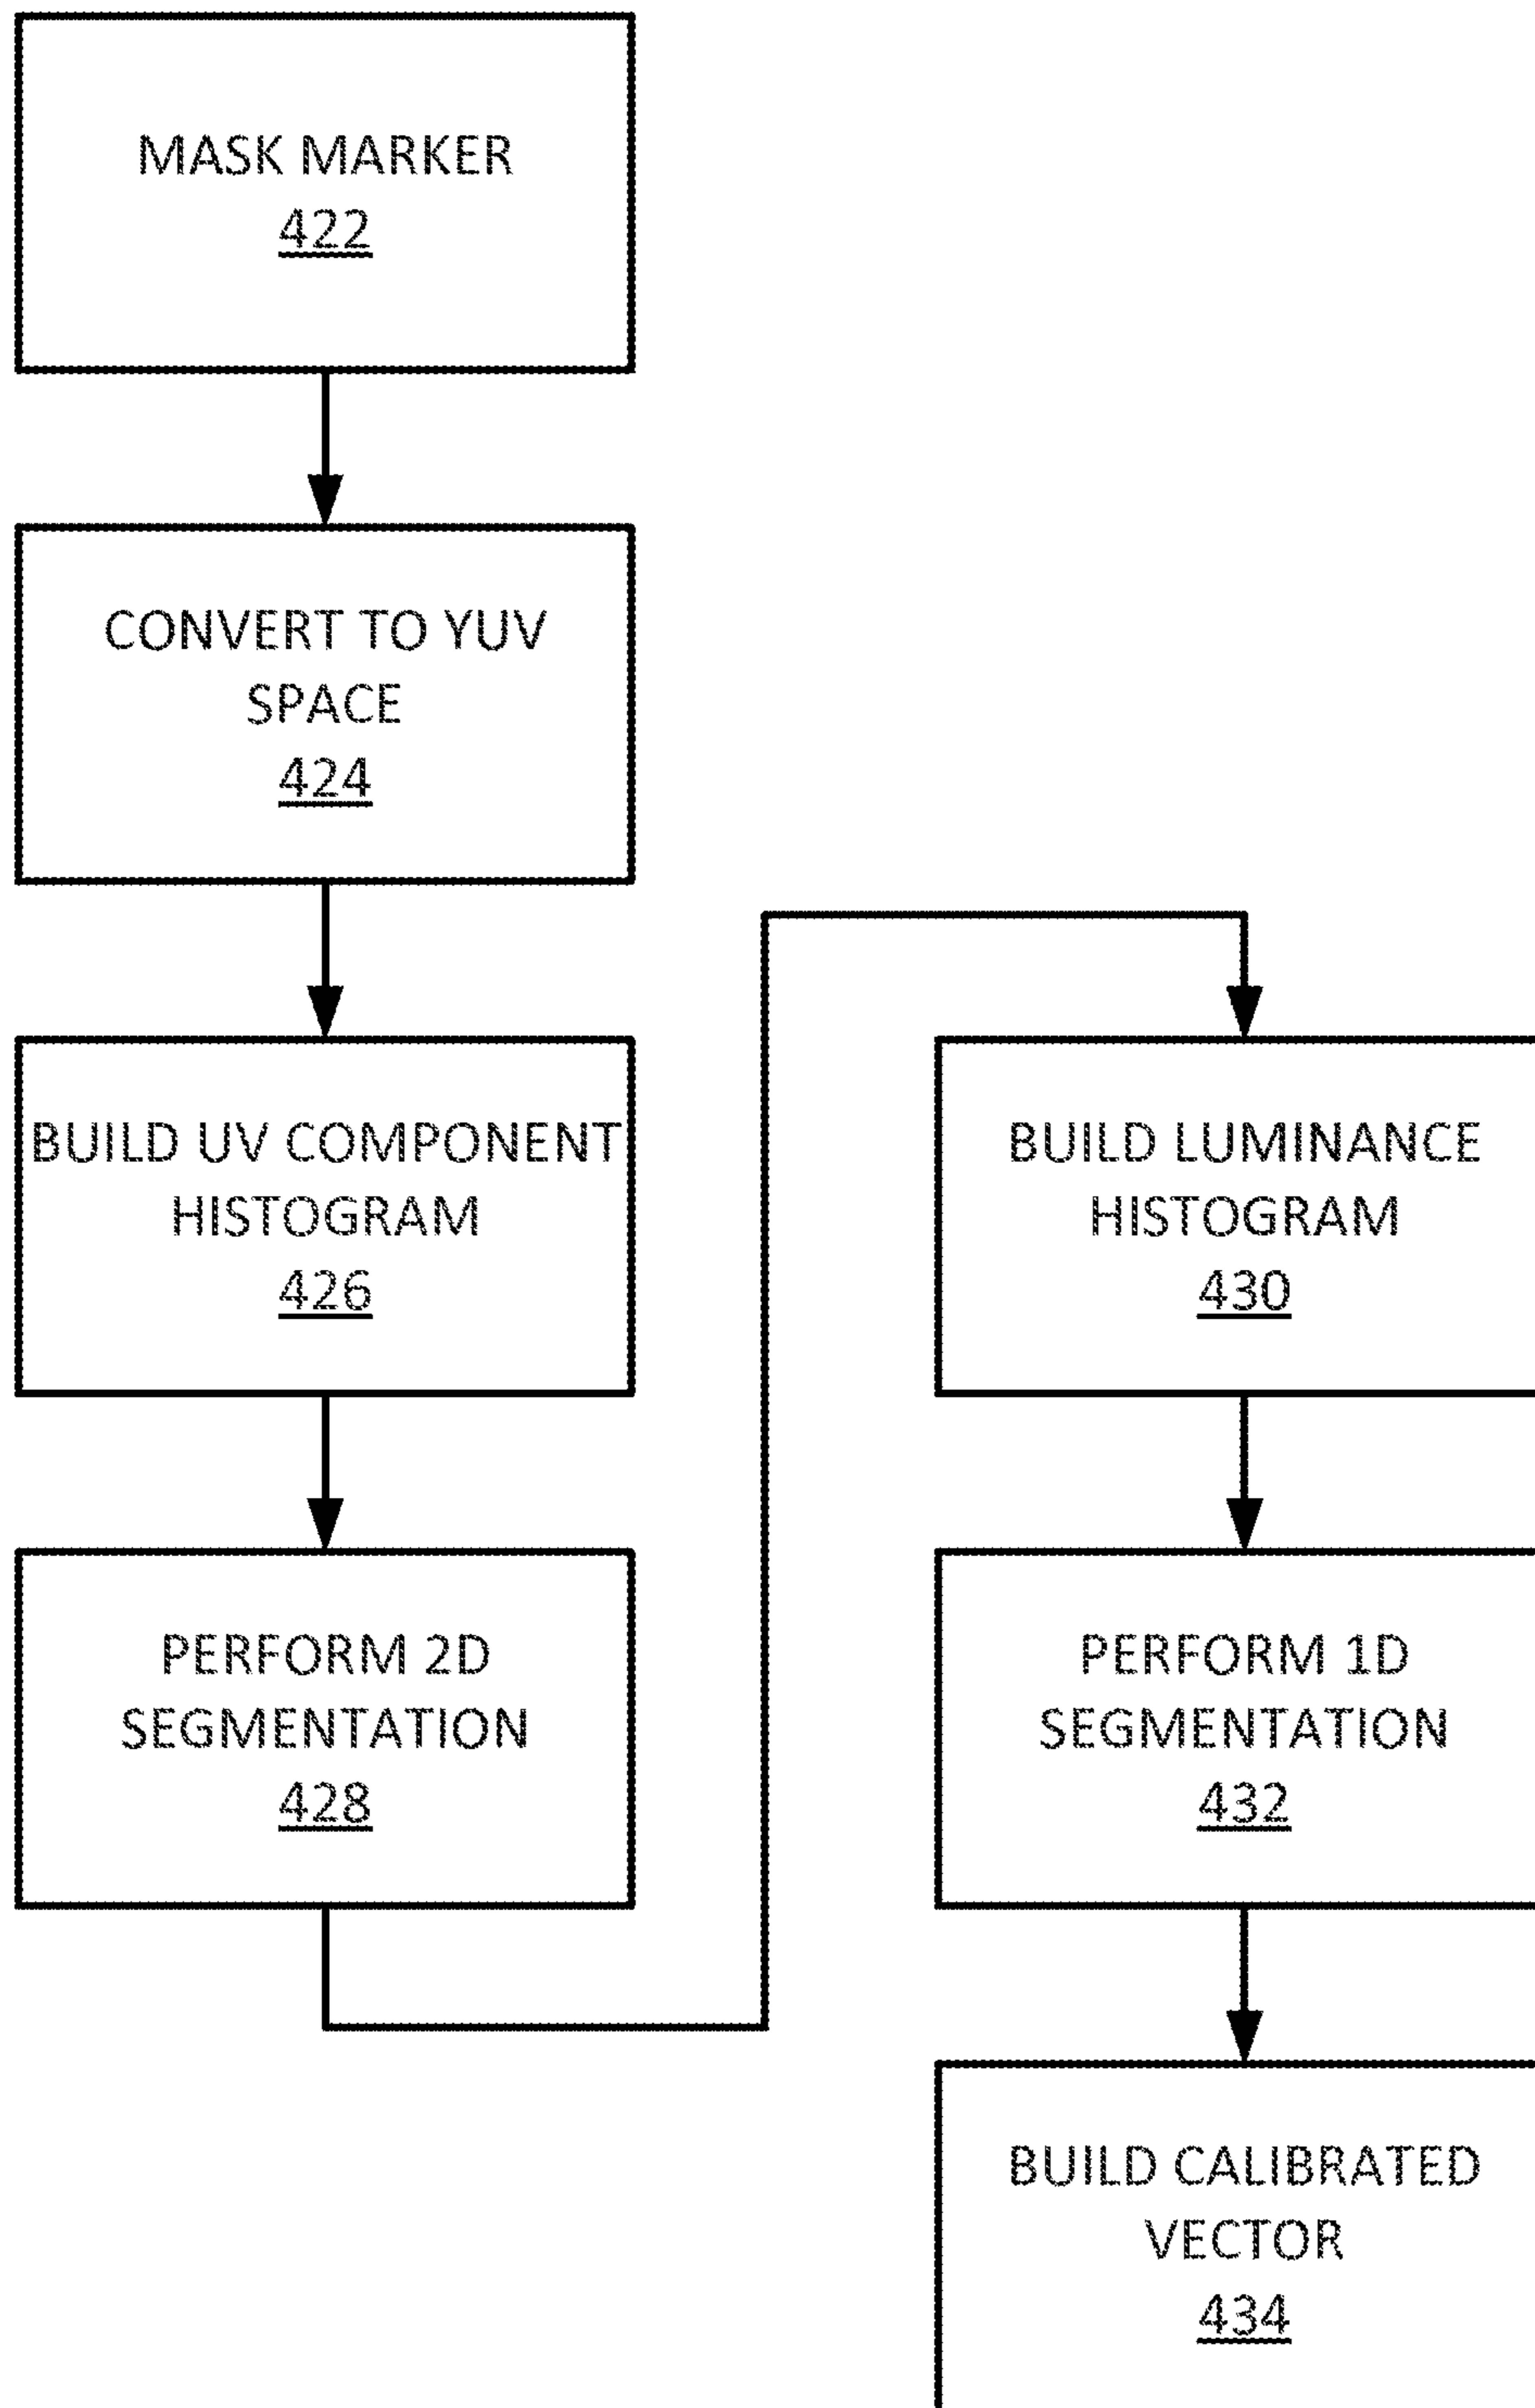 MASK MARKER
422
CONVERT TO YUV
SPACE
424
BUILD UV COMPONENT
HISTOGRAM
426
PERFORM 2D
SEGMENTATION
428
BUILD LUMINANCE
HISTOGRAM
430
PERFORM 1D
SEGMENTATION
432
BUILD CALIBRATED
VECTOR
434